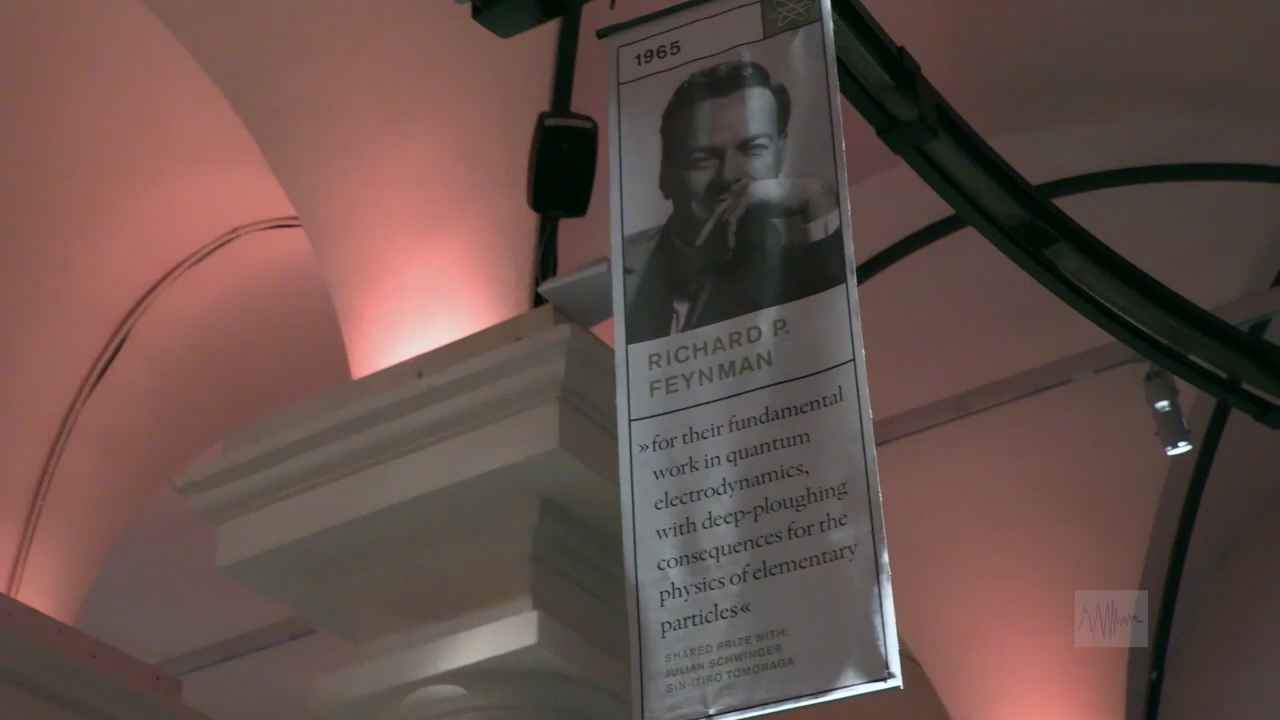 1965
RICHARD P.
FEYNMAN
»for their fundamental
work in quantum
electrodynamics,
with deep-ploughing
consequences for the
physics of elementary
particles«
SHARED PRIZE WITH:
JULIAN SCHWINGER
SIN-ITIRO TOMONAGA